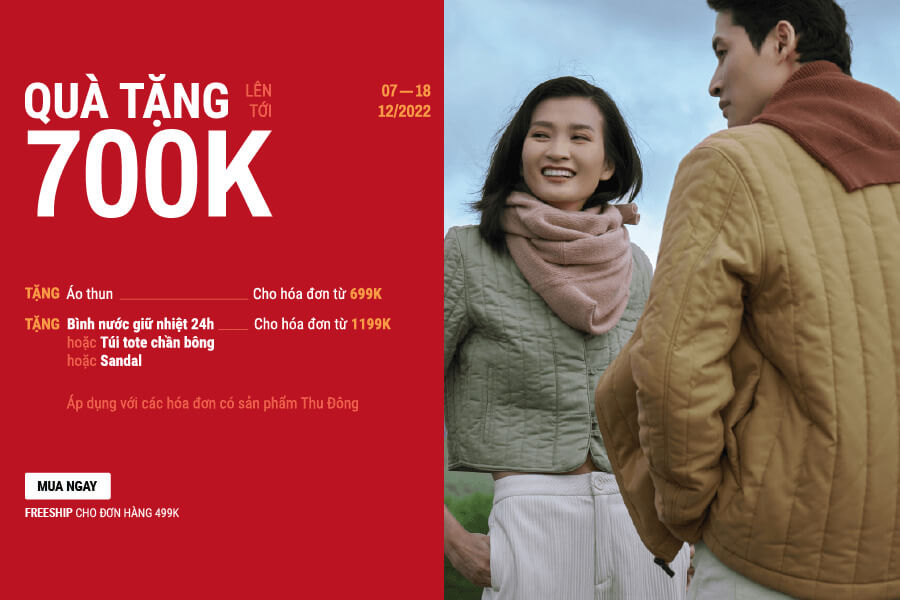 QUÀ TẶNG LÊN TỚI
700K
07 — 18
12/2022
TẶNG Áo thun Cho hóa đơn từ 699K
TẶNG Bình nước giữ nhiệt 24h Cho hóa đơn từ 1199K
hoặc Túi tote chần bông
hoặc Sandal
Áp dụng với các hóa đơn có sản phẩm Thu Đông
MUA NGAY
FREESHIP CHO ĐƠN HÀNG 499K